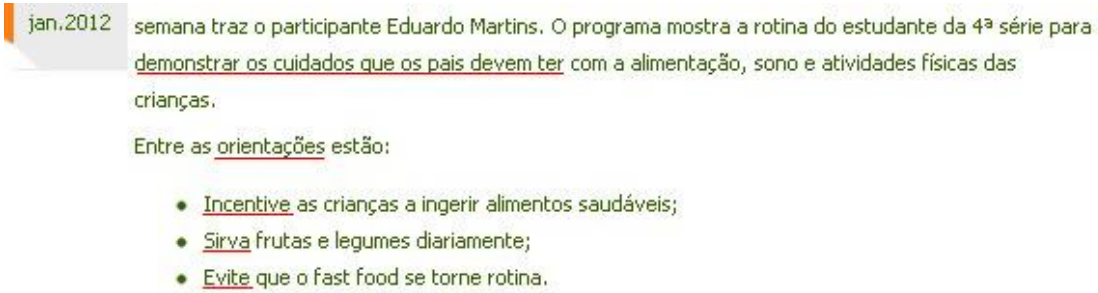 jan.2012
semana traz o participante Eduardo Martins. O programa mostra a rotina do estudante da 4ª série para
demonstrar os cuidados que os pais devem ter com a alimentação, sono e atividades físicas das
crianças.
Entre as orientações estão:
• Incentive as crianças a ingerir alimentos saudáveis;
• Sirva frutas e legumes diariamente;
• Evite que o fast food se torne rotina.